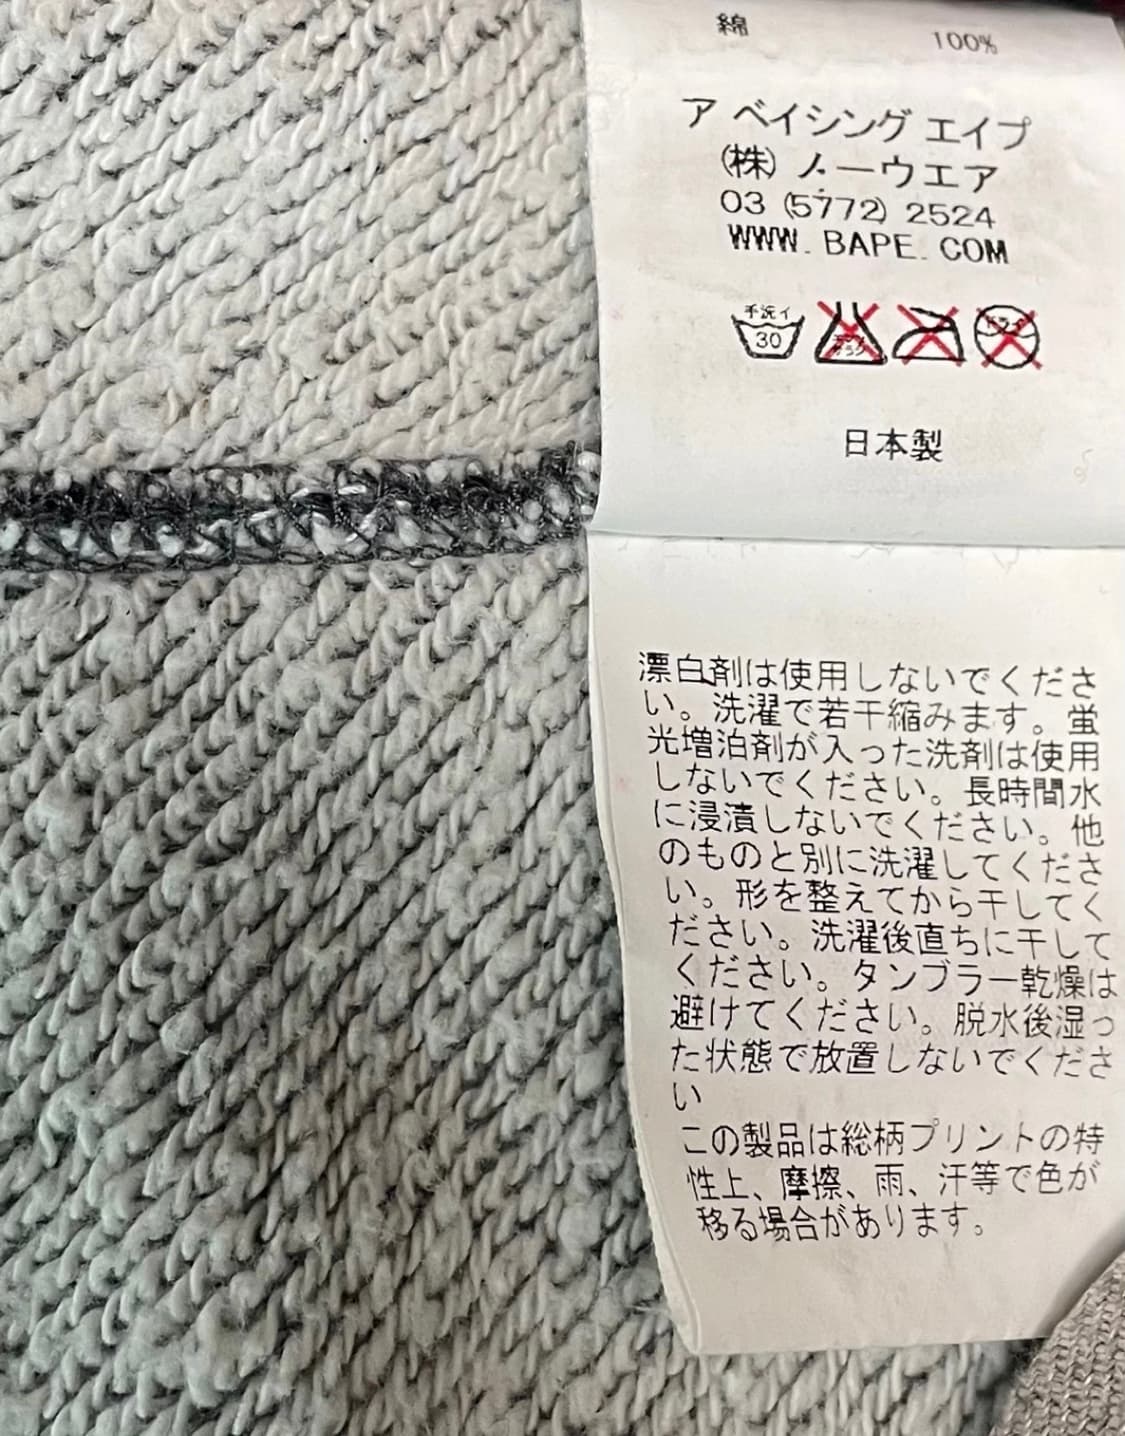 綿 100%
ア ベイシング エイプ
(株) ノーウエア
03 (5772) 2524
WWW. BAPE. COM
手洗イ
30
日本製
漂白剤は使用しないでくださ
い。洗濯で若干縮みます。蛍
光増泊剤が入った洗剤は使用
しないでください。長時間水
に浸漬しないでください。他
のものと別に洗濯してくださ
い。形を整えてから干してく
ださい。洗濯後直ちに干して
ください。タンブラー乾燥は
避けてください。脱水後湿っ
た状態で放置しないでくださ
い
この製品は総柄プリントの特
性上、摩擦、雨、汗等で色が
移る場合があります。